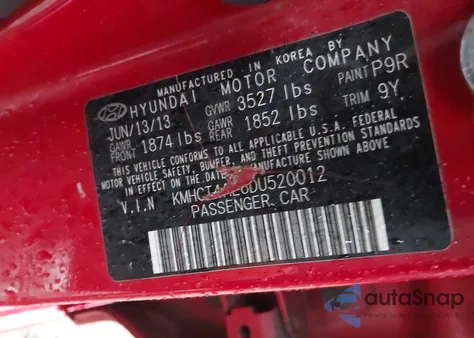 MANUFACTURED IN KOREA BY
HYUNDAI MOTOR COMPANY
JUN/13/13 GVWR 3527 lbs PAINT P9R
GAWR FRONT 1874 lbs GAWR REAR 1852 lbs TRIM 9Y
THIS VEHICLE CONFORMS TO ALL APPLICABLE U.S.A FEDERAL
MOTOR VEHICLE SAFETY, BUMPER, AND THEFT PREVENTION STANDARDS
IN EFFECT ON THE DATE OF MANUFACTURE SHOWN ABOVE.
V.I.N
PASSENGER CAR
autoSnap